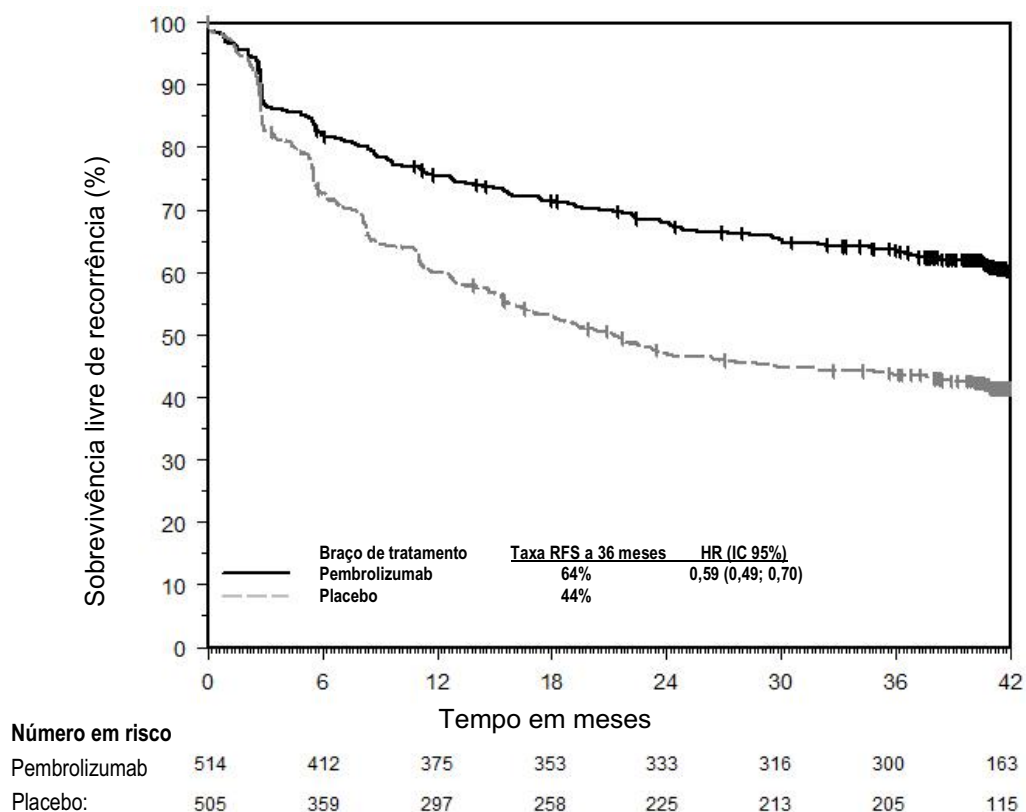 Sobrevivência livre de recorrência (%)
100
90
80
70
60
50
40
30
20
10
0
Braço de tratamento Taxa RFS a 36 meses HR (IC 95%)
Pembrolizumab 64% 0,59 (0,49; 0,70)
Placebo 44%
0 6 12 18 24 30 36 42
Tempo em meses
Número em risco
Pembrolizumab 514 412 375 353 333 316 300 163
Placebo: 505 359 297 258 225 213 205 115